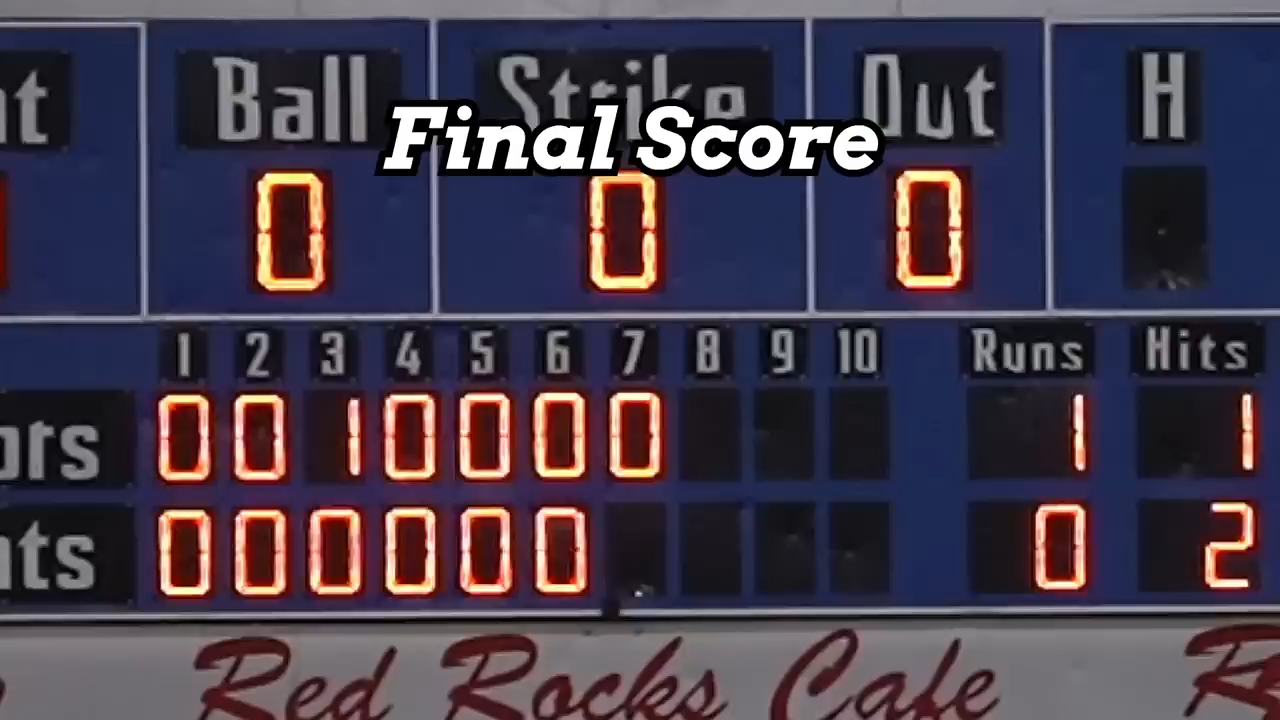 Ball Strike Out H
Final Score
0 0 0
1 2 3 4 5 6 7 8 9 10 Runs Hits
0 0 1 0 0 0 0 1 1
0 0 0 0 0 0 0 2
Red Rocks Cafe